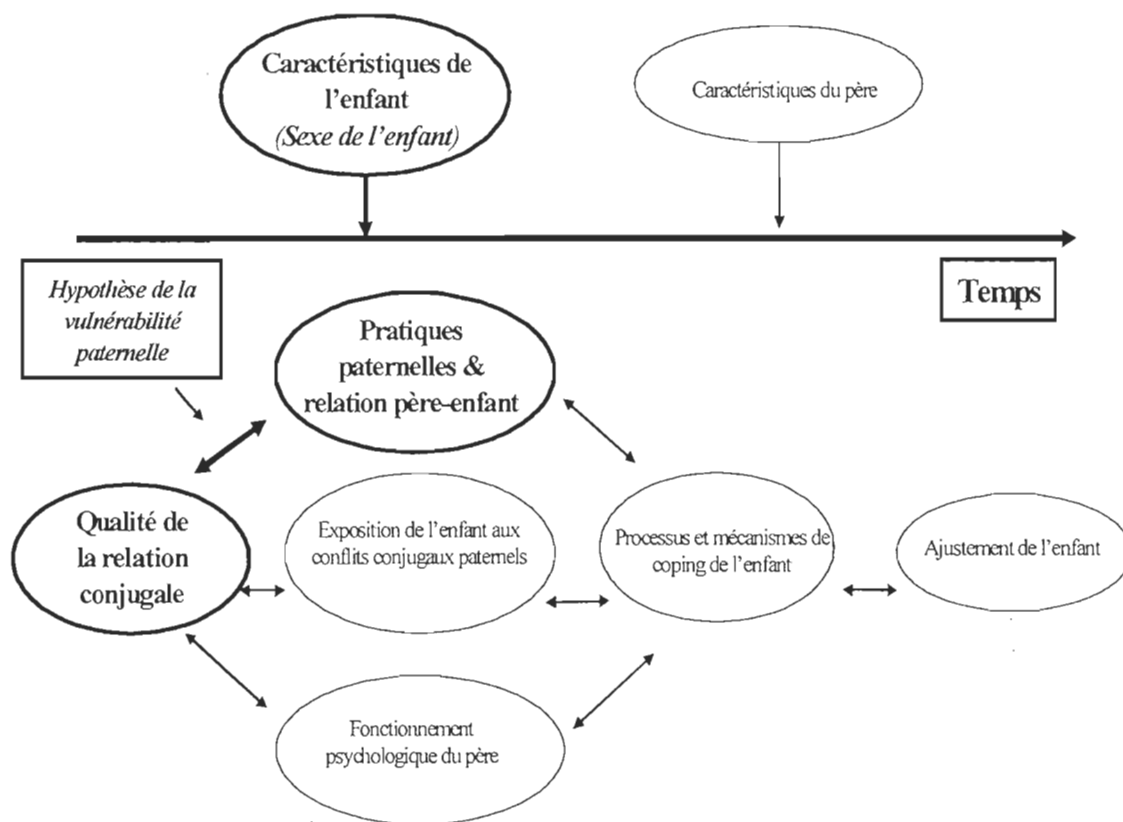 Caractéristiques de
l'enfant
(Sexe de l'enfant)
Caractéristiques du père
Hypothèse de la
vulnérabilité
paternelle
Temps
Pratiques
paternelles &
relation père-enfant
Qualité de
la relation
conjugale
Exposition de l'enfant aux
conflits conjugaux paternels
Processus et mécanismes de
coping de l'enfant
Ajustement de l'enfant
Fonctionnement
psychologique du père